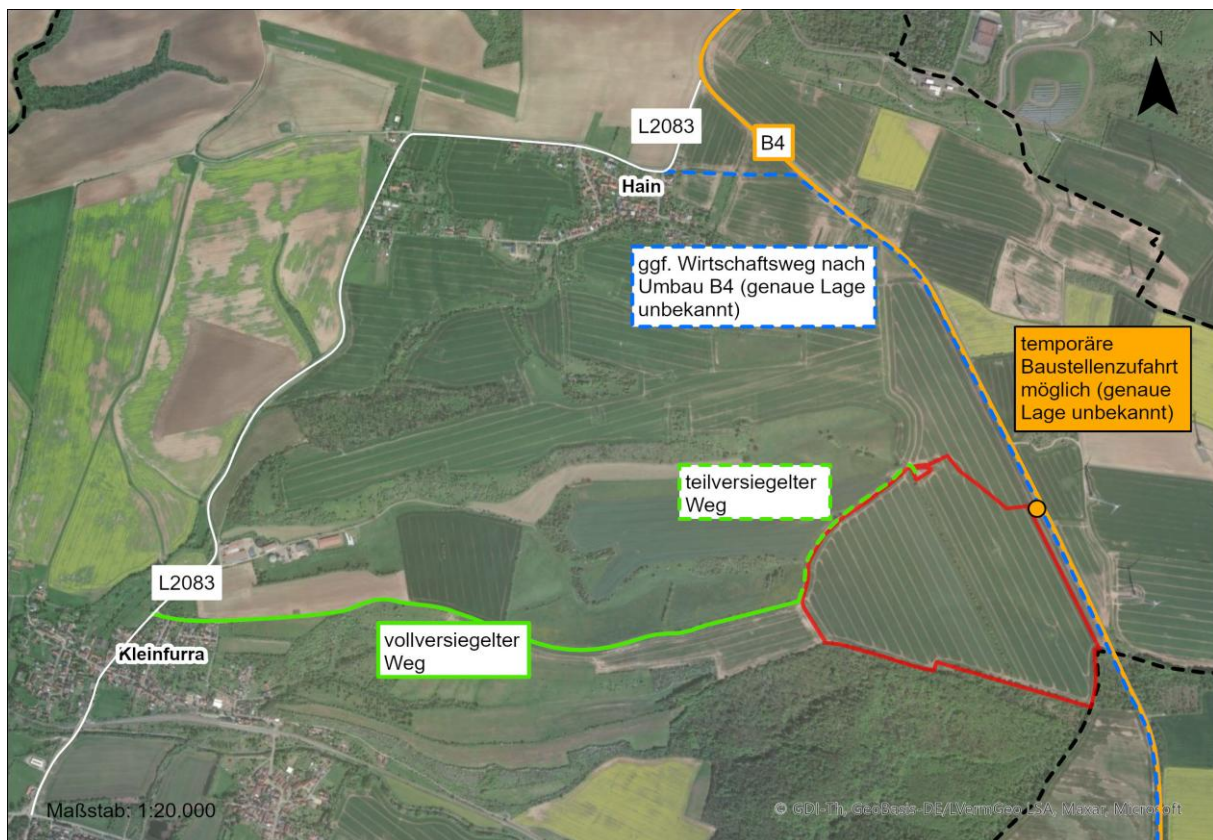 N
L2083
B4
Hain
ggf. Wirtschaftsweg nach
Umbau B4 (genaue Lage
unbekannt)
temporäre
Baustellenzufahrt
möglich (genaue
Lage unbekannt)
teilversiegelter
Weg
L2083
vollversiegelter
Weg
Kleinfurra
Maßstab: 1:20.000
© GDI-Th, GeoBasis-DE/LVermGeo LSA, Maxar, Microsoft